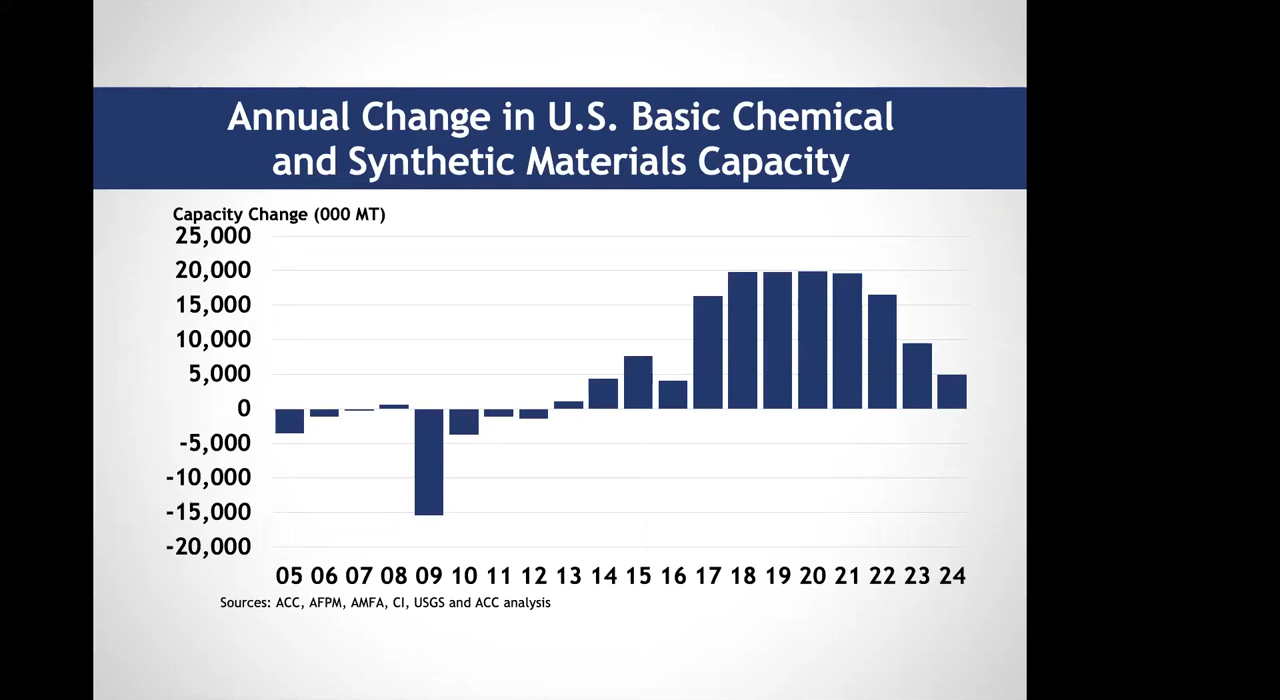 Annual Change in U.S. Basic Chemical
and Synthetic Materials Capacity
Capacity Change (000 MT)
25,000
20,000
15,000
10,000
5,000
0
-5,000
-10,000
-15,000
-20,000
05 06 07 08 09 10 11 12 13 14 15 16 17 18 19 20 21 22 23 24
Sources: ACC, AFPM, AMFA, CI, USGS and ACC analysis